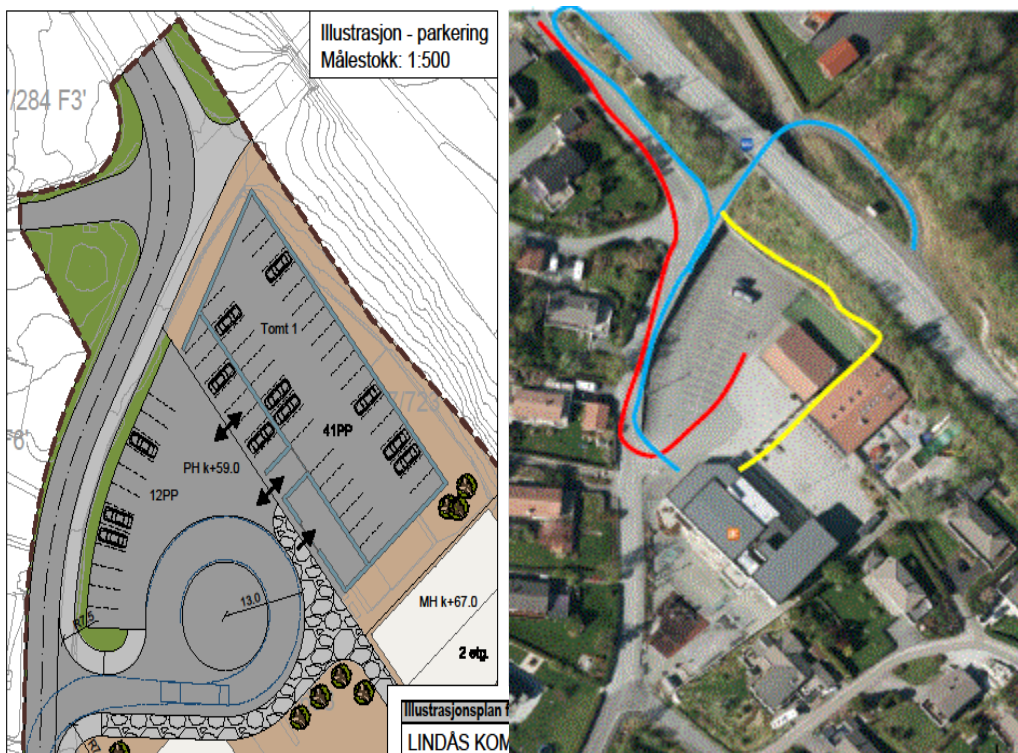 Illustrasjon - parkering
Målestokk: 1:500
7/284 F3'
Tomt 1
41PP
PH k+59.0
12PP
13.0
R7.5
MH k+67.0
2 etg.
Illustrasjonsplan
LINDÅS KOM